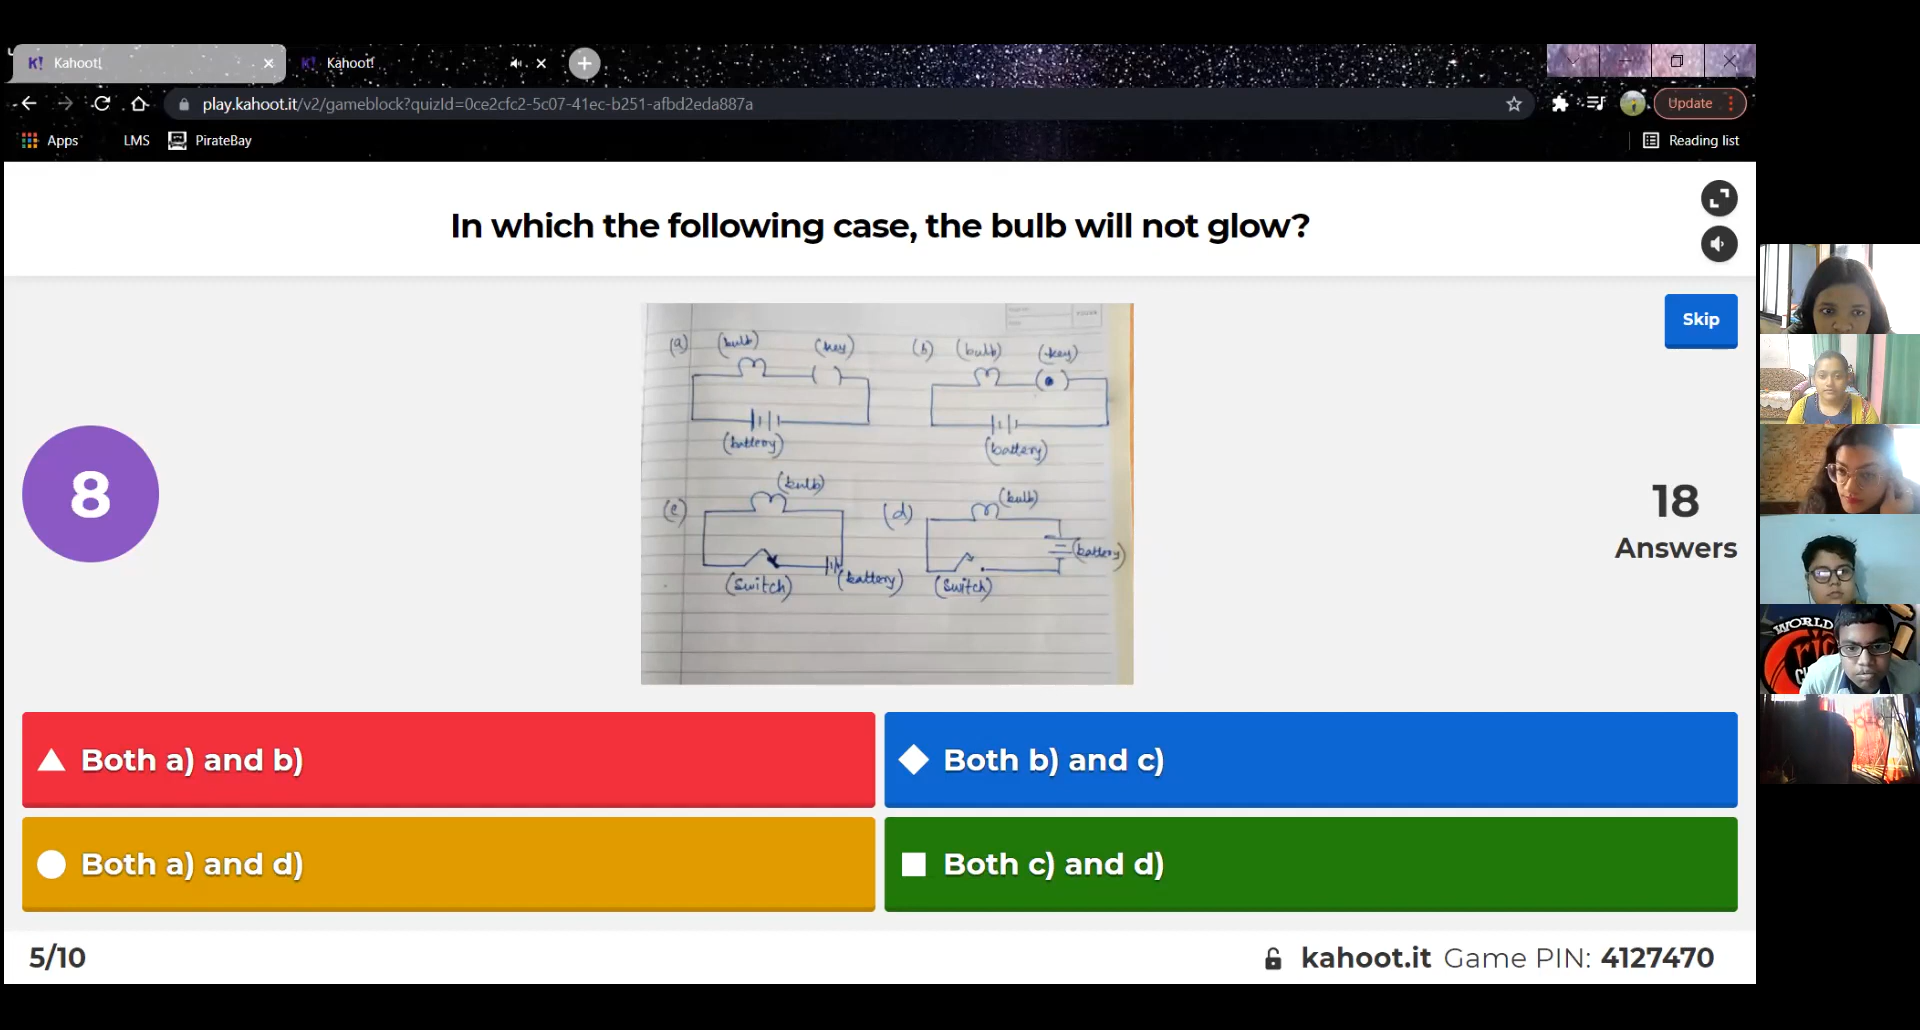 Kahoot!
Kahoot!
play.kahoot.it/v2/gameblock?quizId=0ce2cfc2-5c07-41ec-b251-afbd2eda887a
Update
Apps
LMS
PirateBay
Reading list
In which the following case, the bulb will not glow?
Skip
8
18
Answers
(a) (bulb) (key)
(battery)
(b) (bulb) (key)
(battery)
(c) (bulb)
(switch) (battery)
(d) (bulb)
(battery)
(switch)
Both a) and b)
Both b) and c)
Both a) and d)
Both c) and d)
5/10
kahoot.it Game PIN: 4127470
WORLD